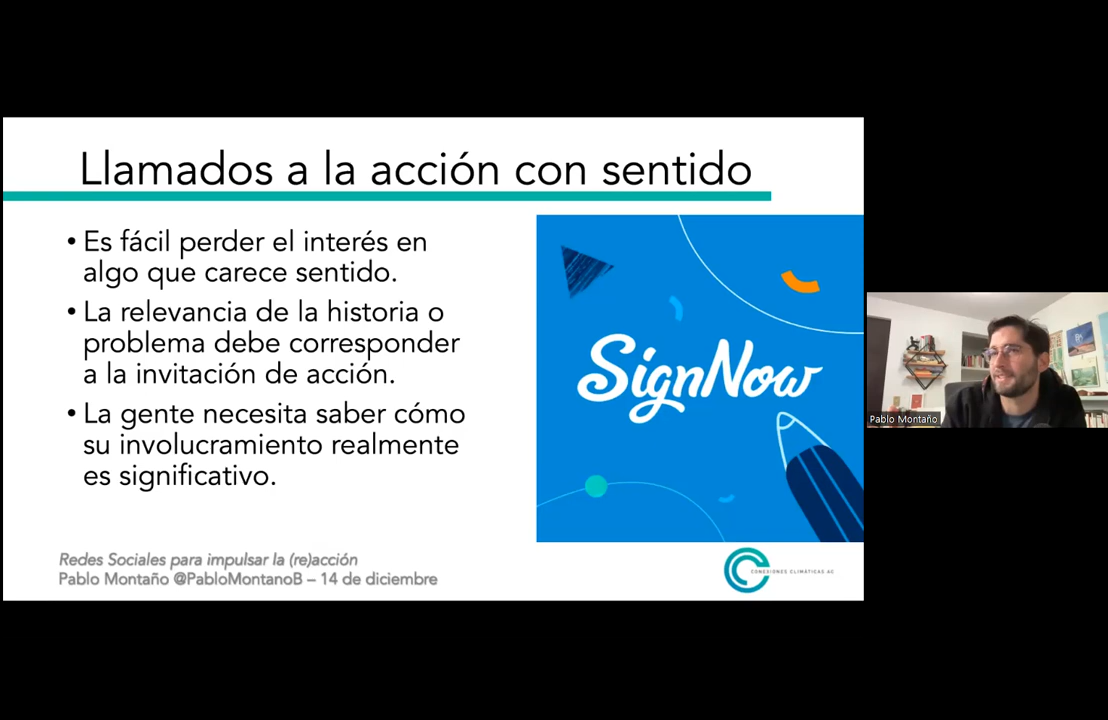 Llamados a la acción con sentido
• Es fácil perder el interés en
algo que carece sentido.
• La relevancia de la historia o
problema debe corresponder
a la invitación de acción.
• La gente necesita saber cómo
su involucramiento realmente
es significativo.
SignNow
Redes Sociales para impulsar la (re)acción
Pablo Montaño @PabloMontanoB – 14 de diciembre
CONEXIONES CLIMÁTICAS AC
Pablo Montaño